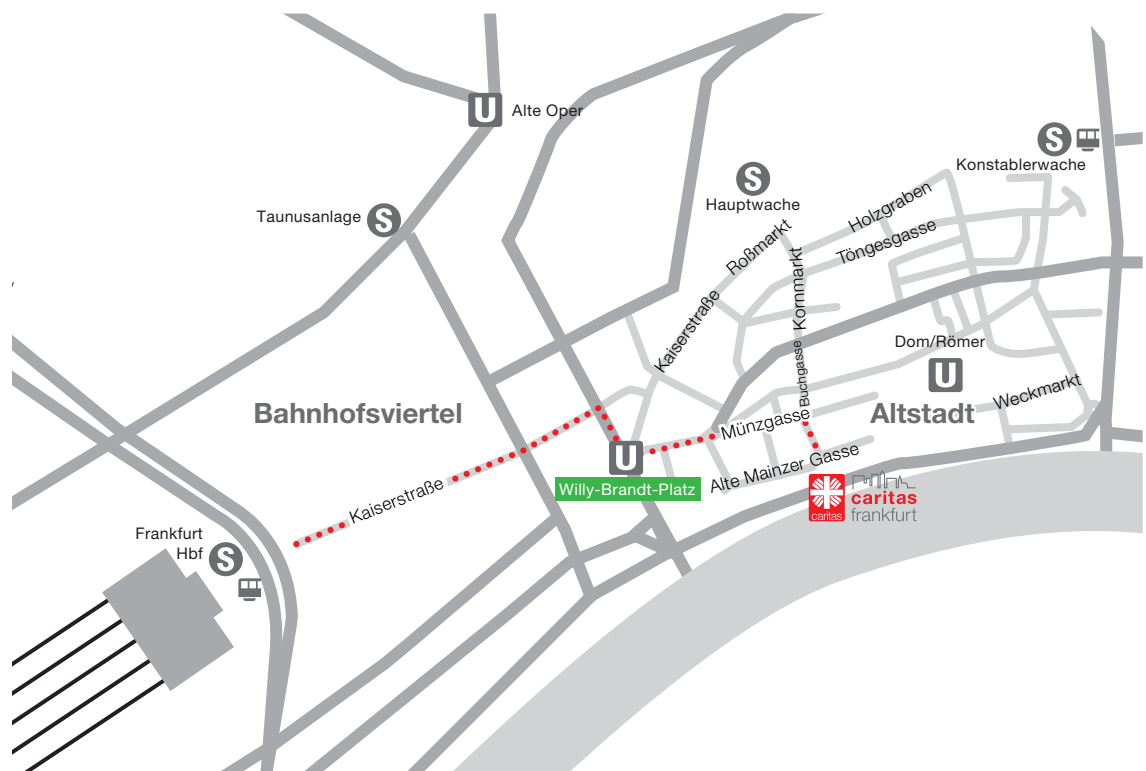 U
Alte Oper
S
Konstablerwache
S
Hauptwache
Taunusanlage
S
Holzgraben
Roßmarkt
Töngesgasse
Kornmarkt
Kaiserstraße
Dom/Römer
U
Buchgasse
Weckmarkt
Bahnhofsviertel
Altstadt
Münzgasse
U
Alte Mainzer Gasse
Willy-Brandt-Platz
Kaiserstraße
caritas
caritas
frankfurt
Frankfurt
Hbf
S